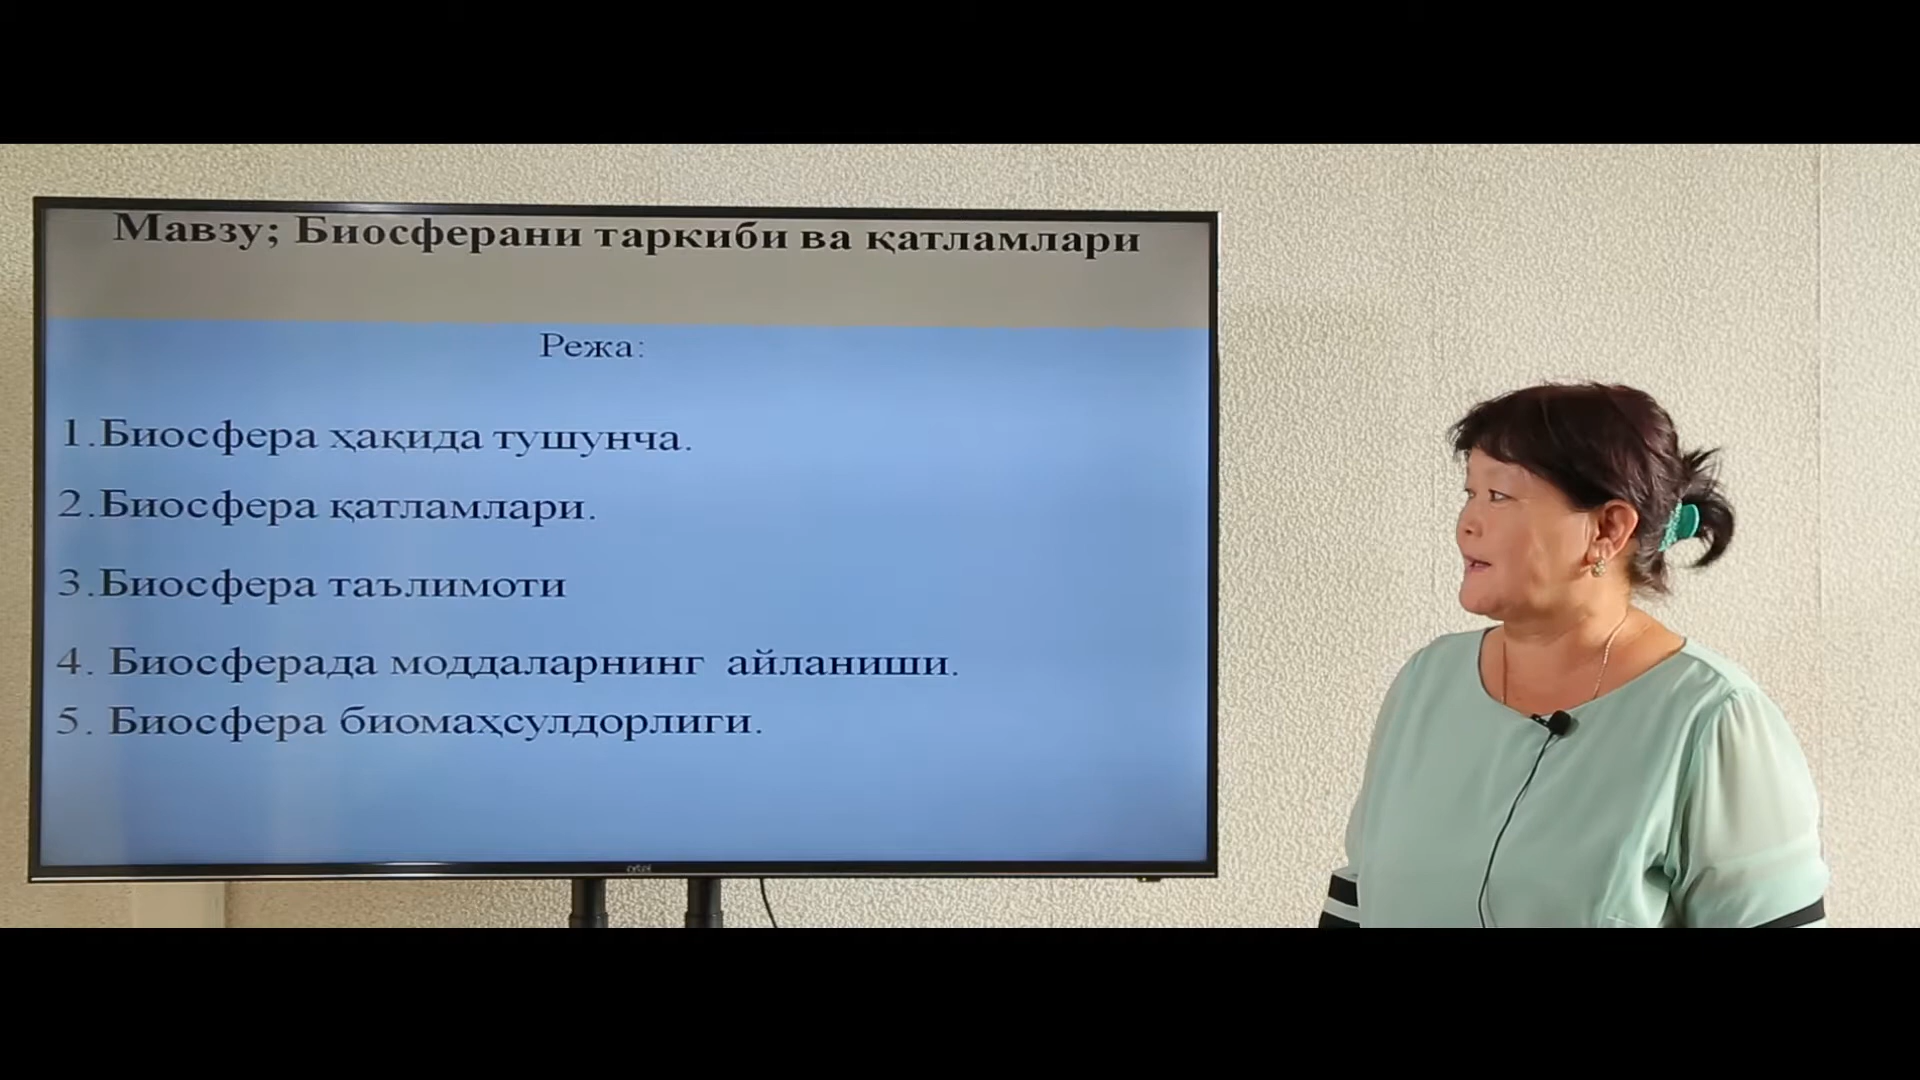 Мавзу; Биосферани таркиби ва қатламлари
Режа:
1.Биосфера ҳақида тушунча.
2.Биосфера қатламлари.
3.Биосфера таълимоти
4. Биосферада моддаларнинг айланиши.
5. Биосфера биомаҳсулдорлиги.
artel